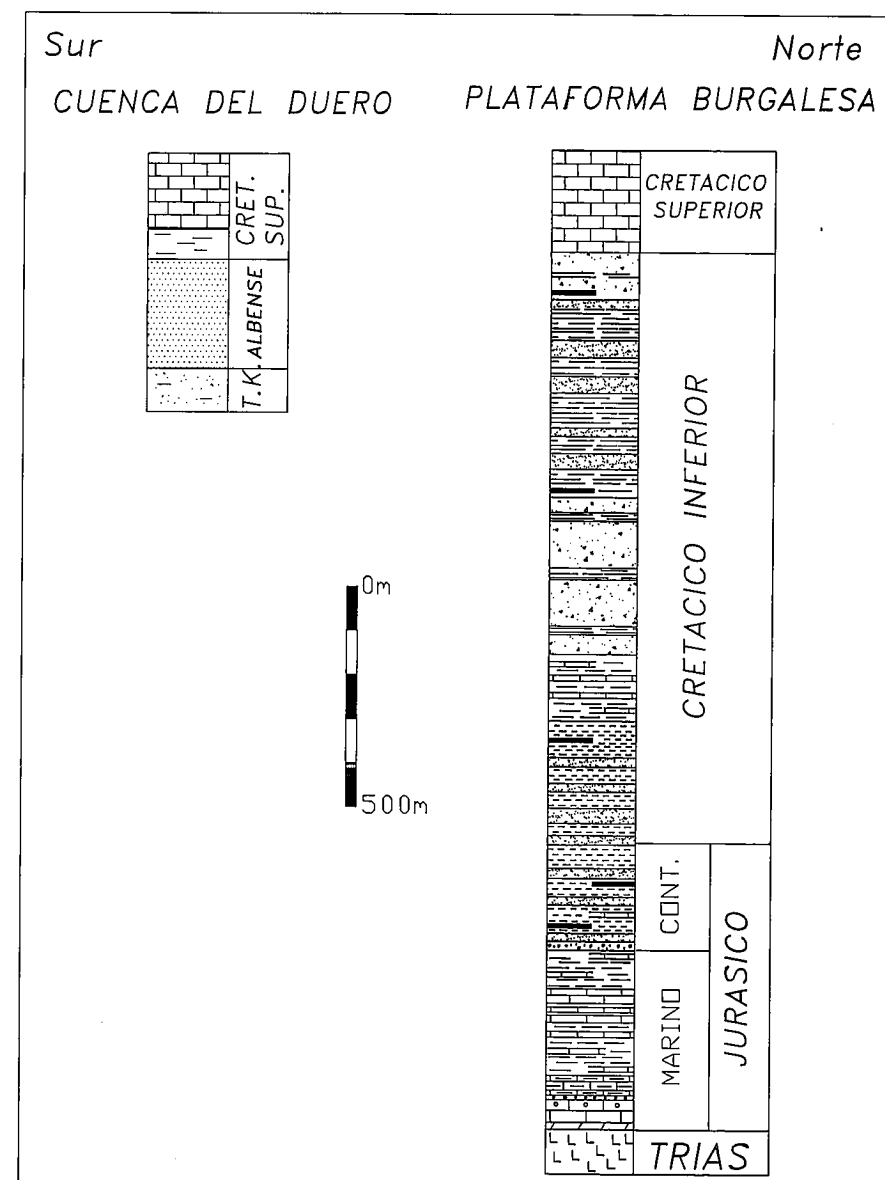 Sur
Norte
CUENCA DEL DUERO
PLATAFORMA BURGALESA
CRET.
SUP.
ALBENSE
T.K.
0m
500m
CRETACICO
SUPERIOR
CRETACICO INFERIOR
CONT.
MARINO
JURASICO
TRIAS